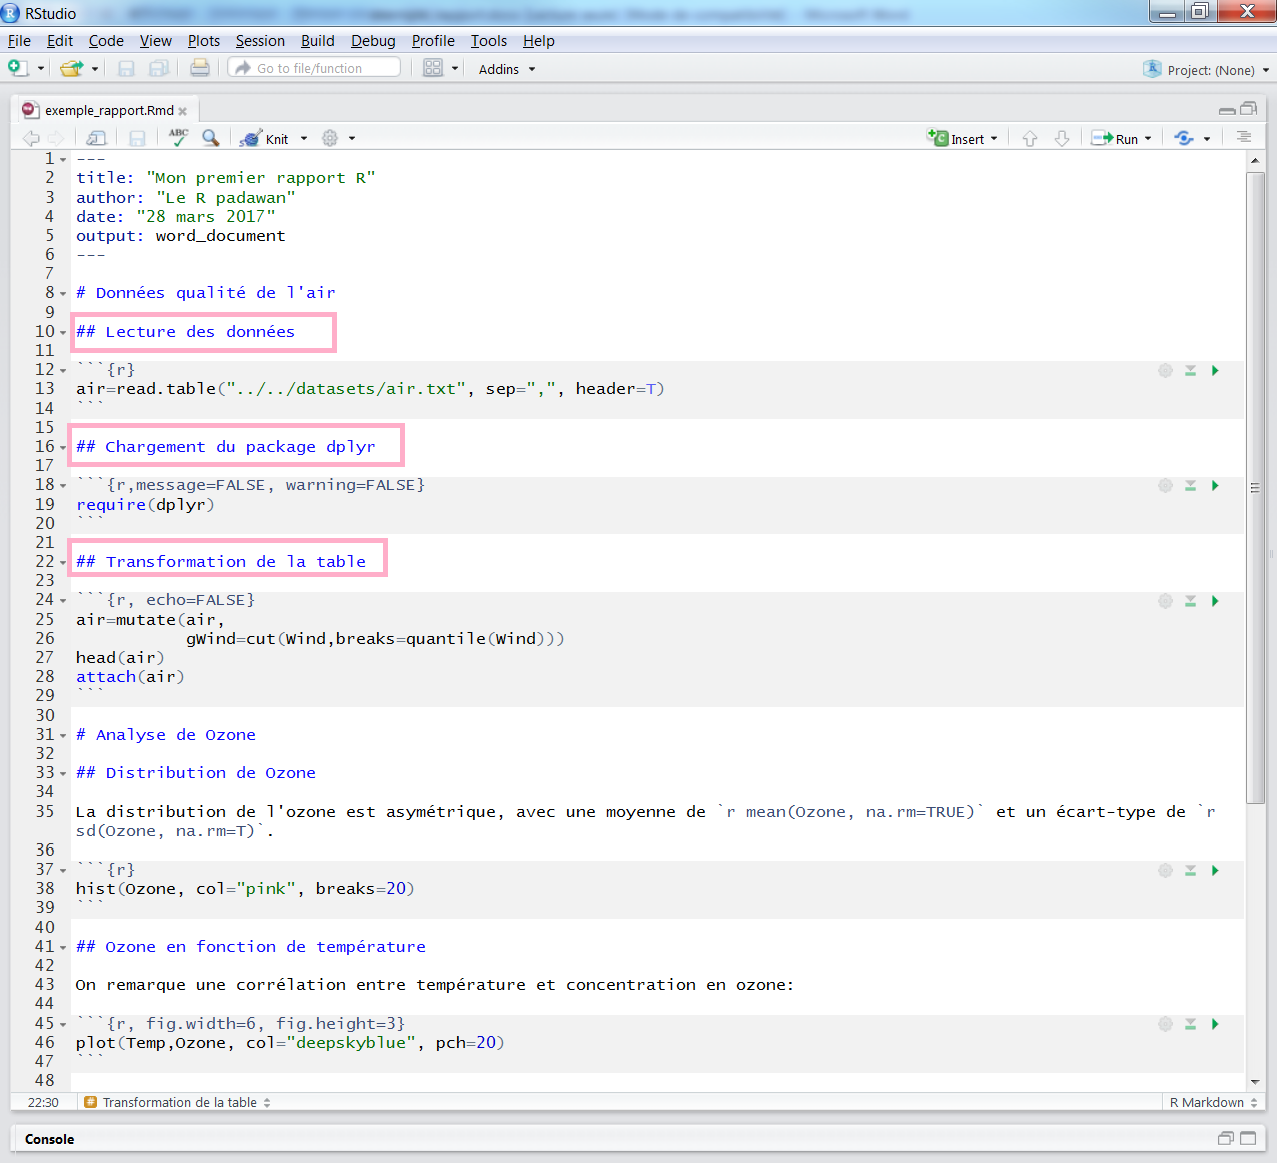 RStudio
File Edit Code View Plots Session Build Debug Profile Tools Help
Go to file/function Addins Project: (None)
exemple_rapport.Rmd
ABC Knit Insert Run
1 ---
2 title: "Mon premier rapport R"
3 author: "Le R padawan"
4 date: "28 mars 2017"
5 output: word_document
6 ---
7
8 # Données qualité de l'air
9
10 ## Lecture des données
11
12 ```{r}
13 air=read.table("../../datasets/air.txt", sep=",", header=T)
14 ```
15
16 ## Chargement du package dplyr
17
18 ```{r,message=FALSE, warning=FALSE}
19 require(dplyr)
20 ```
21
22 ## Transformation de la table
23
24 ```{r, echo=FALSE}
25 air=mutate(air,
26 gWind=cut(Wind,breaks=quantile(Wind)))
27 head(air)
28 attach(air)
29 ```
30
31 # Analyse de Ozone
32
33 ## Distribution de Ozone
34
35 La distribution de l'ozone est asymétrique, avec une moyenne de `r mean(Ozone, na.rm=TRUE)` et un écart-type de `r
sd(Ozone, na.rm=T)`.
36
37 ```{r}
38 hist(Ozone, col="pink", breaks=20)
39 ```
40
41 ## Ozone en fonction de température
42
43 On remarque une corrélation entre température et concentration en ozone:
44
45 ```{r, fig.width=6, fig.height=3}
46 plot(Temp,Ozone, col="deepskyblue", pch=20)
47 ```
48
22:30 # Transformation de la table R Markdown
Console